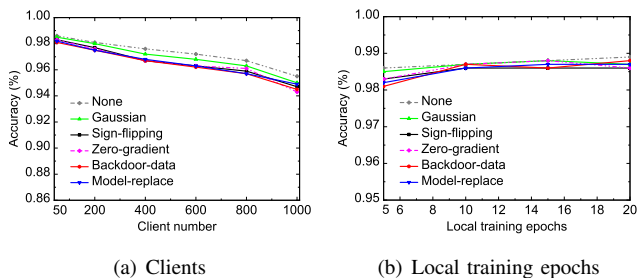 1.00
0.98
0.96
0.94
0.92
0.90
0.88
0.86
Accuracy (%)
None
Gaussian
Sign-flipping
Zero-gradient
Backdoor-data
Model-replace
50 200 400 600 800 1000
Client number
(a) Clients
1.00
0.99
0.98
0.97
0.96
0.95
Accuracy (%)
None
Gaussian
Sign-flipping
Zero-gradient
Backdoor-data
Model-replace
5 6 8 10 12 14 16 18 20
Local training epochs
(b) Local training epochs